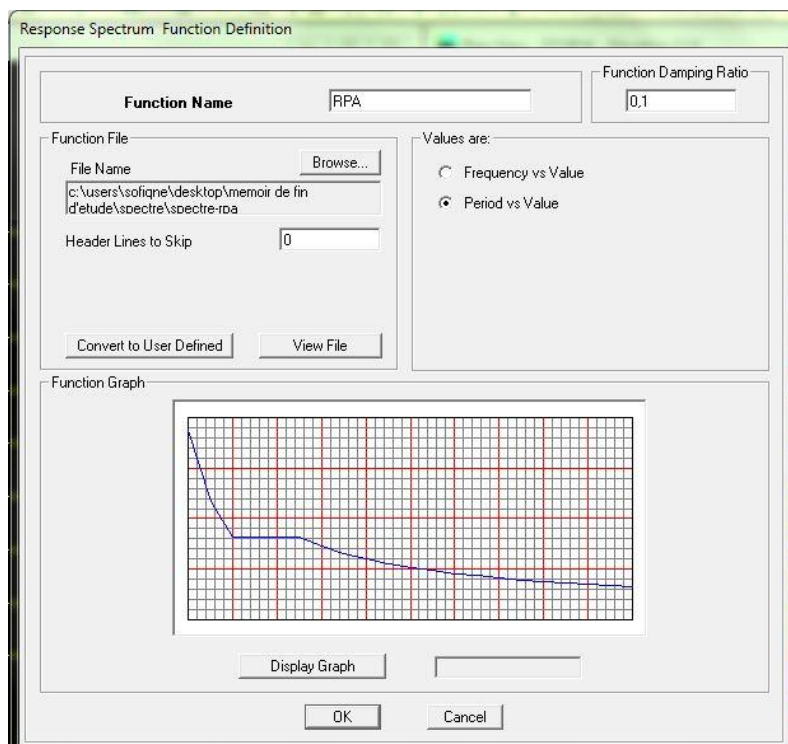 Response Spectrum Function Definition
Function Name
RPA
Function Damping Ratio
0,1
Function File
File Name
Browse...
c:\users\sofiqne\desktop\memoir de fin
d'etude\spectre\spectre-rpa
Header Lines to Skip
0
Convert to User Defined
View File
Values are:
Frequency vs Value
Period vs Value
Function Graph
Display Graph
OK
Cancel